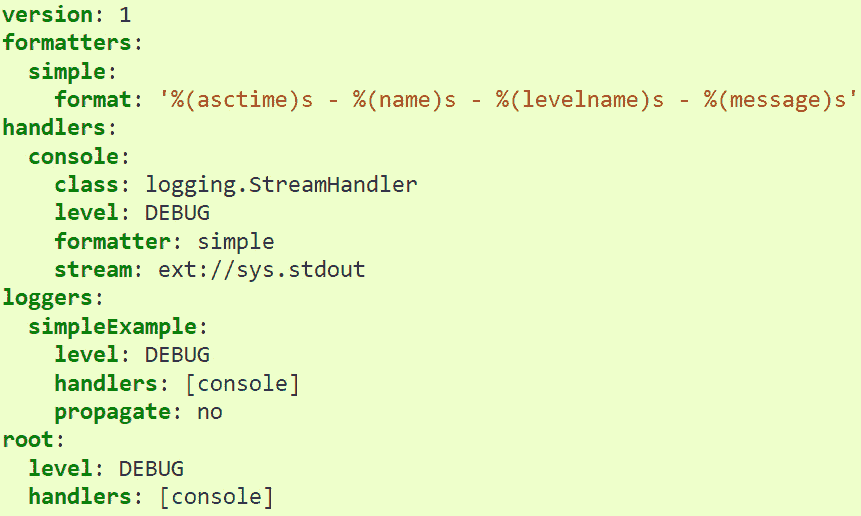 version: 1
formatters:
  simple:
    format: '%(asctime)s - %(name)s - %(levelname)s - %(message)s'
handlers:
  console:
    class: logging.StreamHandler
    level: DEBUG
    formatter: simple
    stream: ext://sys.stdout
loggers:
  simpleExample:
    level: DEBUG
    handlers: [console]
    propagate: no
root:
  level: DEBUG
  handlers: [console]